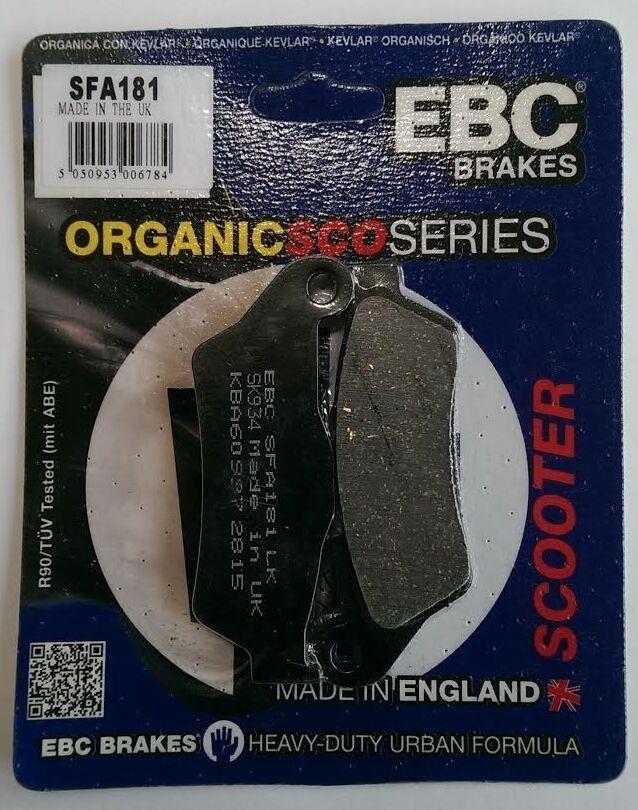 ORGANICA CON KEVLAR® • ORGANIQUE-KEVLAR® • KEVLAR® ORGANISCH • ORGANICO KEVLAR®
SFA181
MADE IN THE UK
5 050953 006784
EBC®
BRAKES
ORGANICSCOSERIES
EBC SFA181 LK
SK934 Made in UK
KBA60997 2815
R90/TÜV Tested (mit ABE)
SCOOTER
MADE IN ENGLAND
EBC BRAKES HEAVY-DUTY URBAN FORMULA